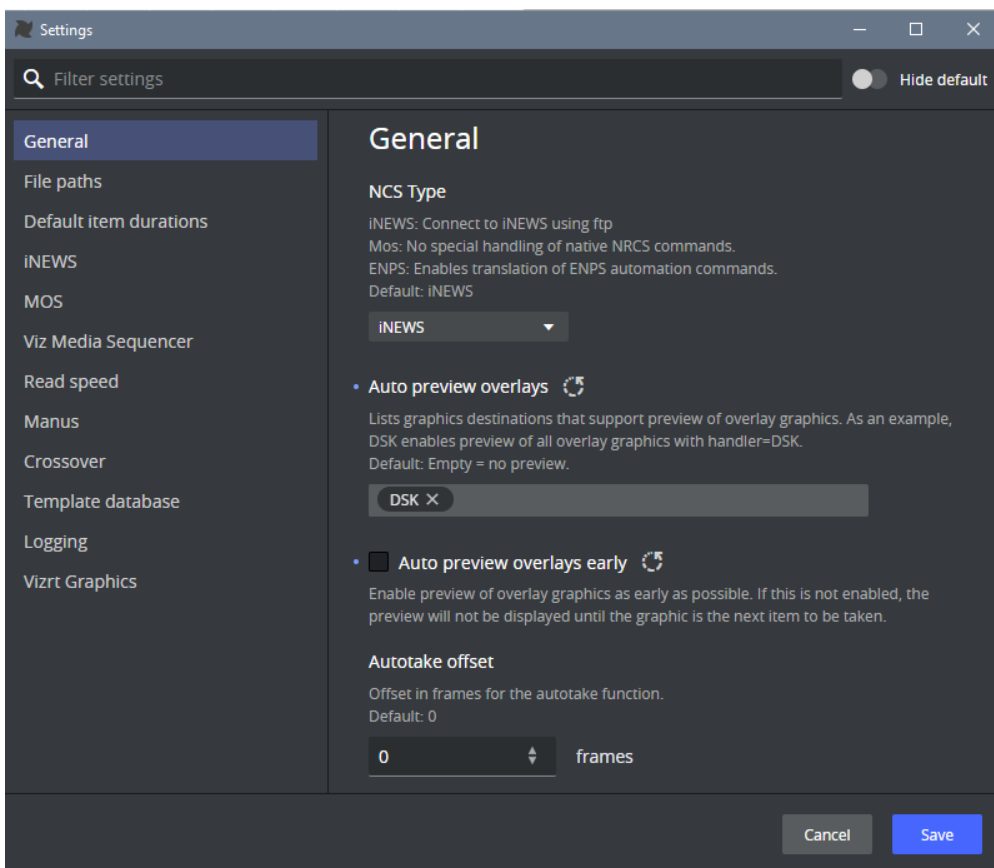 Settings
Filter settings
Hide default
General
File paths
Default item durations
iNEWS
MOS
Viz Media Sequencer
Read speed
Manus
Crossover
Template database
Logging
Vizrt Graphics
General
NCS Type
iNEWS: Connect to iNEWS using ftp
Mos: No special handling of native NRCS commands.
ENPS: Enables translation of ENPS automation commands.
Default: iNEWS
iNEWS
Auto preview overlays
Lists graphics destinations that support preview of overlay graphics. As an example,
DSK enables preview of all overlay graphics with handler=DSK.
Default: Empty = no preview.
DSK
Auto preview overlays early
Enable preview of overlay graphics as early as possible. If this is not enabled, the
preview will not be displayed until the graphic is the next item to be taken.
Autotake offset
Offset in frames for the autotake function.
Default: 0
0 frames
Cancel Save